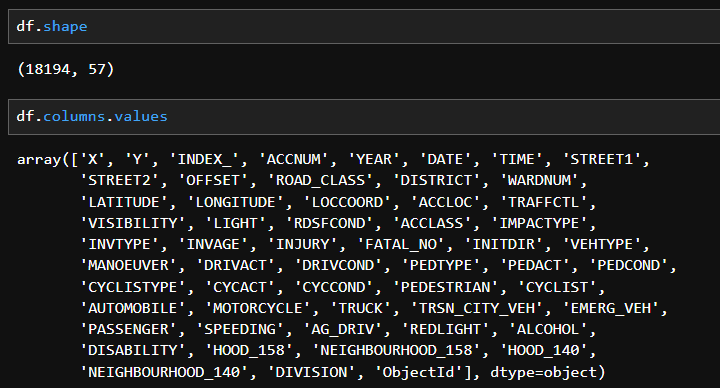 df.shape
(18194, 57)
df.columns.values
array(['X', 'Y', 'INDEX_', 'ACCNUM', 'YEAR', 'DATE', 'TIME', 'STREET1',
'STREET2', 'OFFSET', 'ROAD_CLASS', 'DISTRICT', 'WARDNUM',
'LATITUDE', 'LONGITUDE', 'LOCCOORD', 'ACCLOC', 'TRAFFCTL',
'VISIBILITY', 'LIGHT', 'RDSFCOND', 'ACCLASS', 'IMPACTYPE',
'INVTYPE', 'INVAGE', 'INJURY', 'FATAL_NO', 'INITDIR', 'VEHTYPE',
'MANOEUVER', 'DRIVACT', 'DRIVCOND', 'PEDTYPE', 'PEDACT', 'PEDCOND',
'CYCLISTYPE', 'CYCACT', 'CYCCOND', 'PEDESTRIAN', 'CYCLIST',
'AUTOMOBILE', 'MOTORCYCLE', 'TRUCK', 'TRSN_CITY_VEH', 'EMERG_VEH',
'PASSENGER', 'SPEEDING', 'AG_DRIV', 'REDLIGHT', 'ALCOHOL',
'DISABILITY', 'HOOD_158', 'NEIGHBOURHOOD_158', 'HOOD_140',
'NEIGHBOURHOOD_140', 'DIVISION', 'ObjectId'], dtype=object)